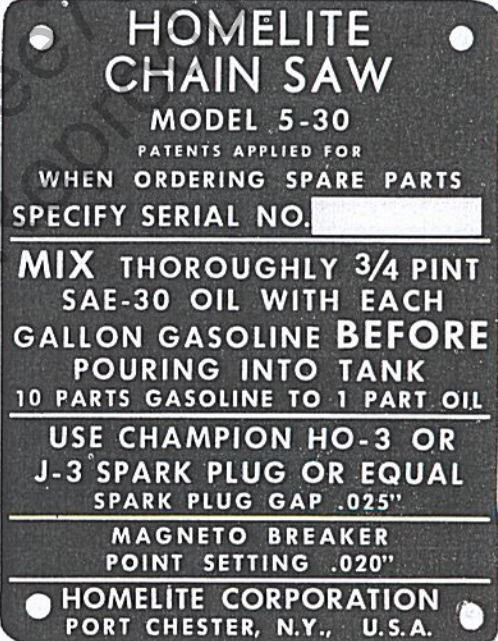 HOMELITE
CHAIN SAW
MODEL 5-30
PATENTS APPLIED FOR
WHEN ORDERING SPARE PARTS
SPECIFY SERIAL NO.
MIX THOROUGHLY 3/4 PINT
SAE-30 OIL WITH EACH
GALLON GASOLINE BEFORE
POURING INTO TANK
10 PARTS GASOLINE TO 1 PART OIL
USE CHAMPION HO-3 OR
J-3 SPARK PLUG OR EQUAL
SPARK PLUG GAP .025"
MAGNETO BREAKER
POINT SETTING .020"
HOMELITE CORPORATION
PORT CHESTER, N.Y., U.S.A.